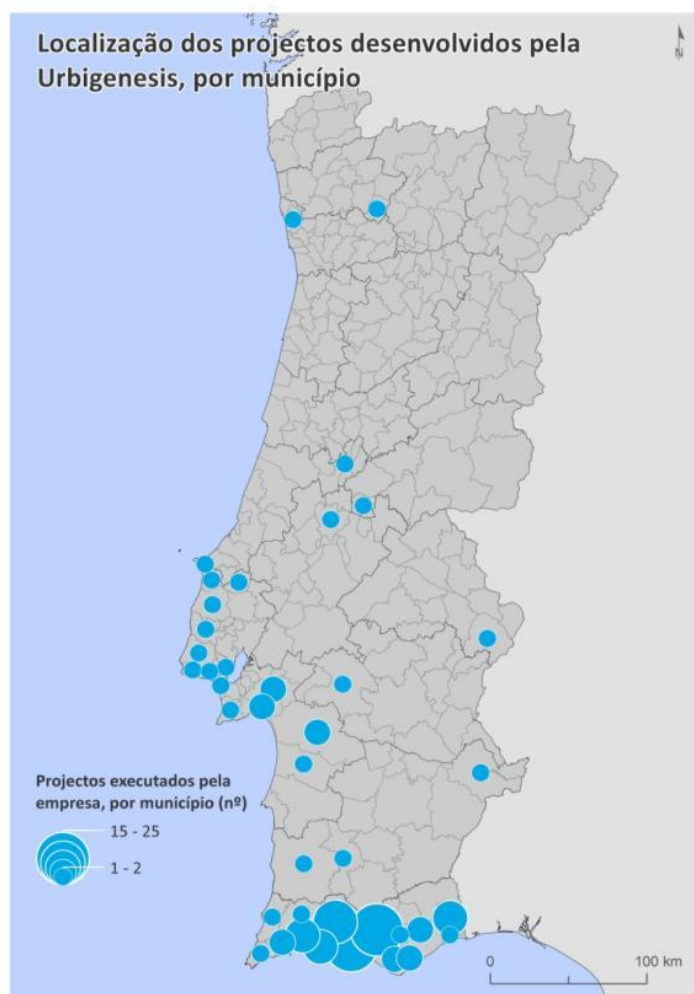 Localização dos projectos desenvolvidos pela
Urbigenesis, por município
N
Projectos executados pela
empresa, por município (nº)
15 - 25
1 - 2
0 100 km